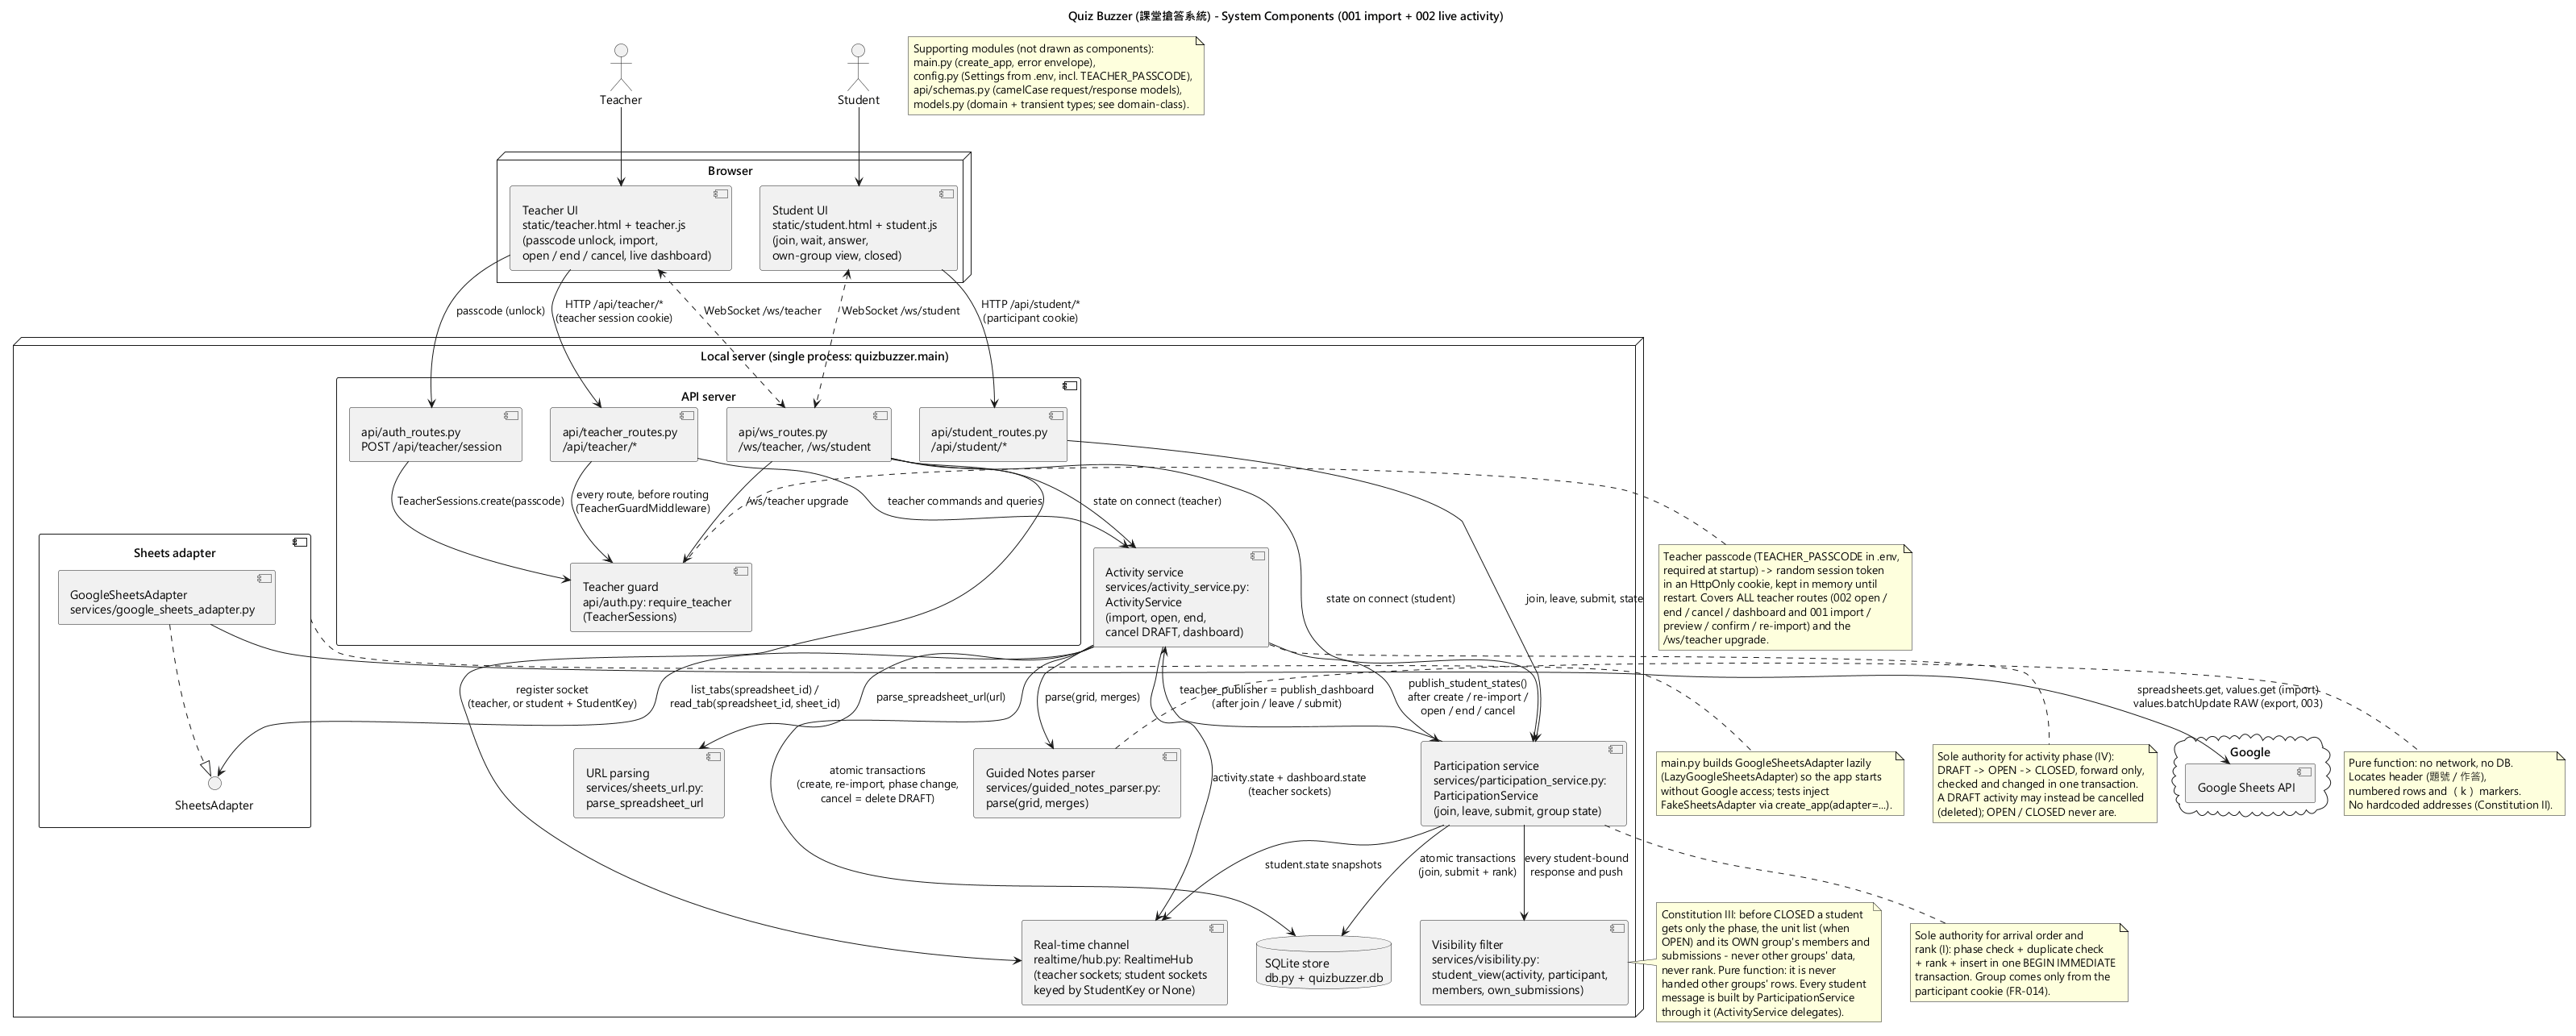 Quiz Buzzer (課堂搶答系統) - System Components (001 import + 002 live activity)
Teacher
Student
Supporting modules (not drawn as components):
main.py (create_app, error envelope),
config.py (Settings from .env, incl. TEACHER_PASSCODE),
api/schemas.py (camelCase request/response models),
models.py (domain + transient types; see domain-class).
Browser
Teacher UI
static/teacher.html + teacher.js
(passcode unlock, import,
open / end / cancel, live dashboard)
Student UI
static/student.html + student.js
(join, wait, answer,
own-group view, closed)
passcode (unlock)
HTTP /api/teacher/*
(teacher session cookie)
WebSocket /ws/teacher
WebSocket /ws/student
HTTP /api/student/*
(participant cookie)
Local server (single process: quizbuzzer.main)
API server
api/auth_routes.py
POST /api/teacher/session
api/teacher_routes.py
/api/teacher/*
api/ws_routes.py
/ws/teacher, /ws/student
api/student_routes.py
/api/student/*
TeacherSessions.create(passcode)
every route, before routing
(TeacherGuardMiddleware)
/ws/teacher upgrade
teacher commands and queries
state on connect (teacher)
state on connect (student)
join, leave, submit, state
Sheets adapter
GoogleSheetsAdapter
services/google_sheets_adapter.py
Teacher guard
api/auth.py: require_teacher
(TeacherSessions)
Activity service
services/activity_service.py:
ActivityService
(import, open, end,
cancel DRAFT, dashboard)
Teacher passcode (TEACHER_PASSCODE in .env,
required at startup) -> random session token
in an HttpOnly cookie, kept in memory until
restart. Covers ALL teacher routes (002 open /
end / cancel / dashboard and 001 import /
preview / confirm / re-import) and the
/ws/teacher upgrade.
register socket
(teacher, or student + StudentKey)
list_tabs(spreadsheet_id) /
read_tab(spreadsheet_id, sheet_id)
parse_spreadsheet_url(url)
parse(grid, merges)
teacher_publisher = publish_dashboard
(after join / leave / submit)
publish_student_states()
after create / re-import /
open / end / cancel
spreadsheets.get, values.get (import)
values.batchUpdate RAW (export, 003)
SheetsAdapter
URL parsing
services/sheets_url.py:
parse_spreadsheet_url
atomic transactions
(create, re-import, phase change,
cancel = delete DRAFT)
Guided Notes parser
services/guided_notes_parser.py:
parse(grid, merges)
activity.state + dashboard.state
(teacher sockets)
Participation service
services/participation_service.py:
ParticipationService
(join, leave, submit, group state)
main.py builds GoogleSheetsAdapter lazily
(LazyGoogleSheetsAdapter) so the app starts
without Google access; tests inject
FakeSheetsAdapter via create_app(adapter=...).
Sole authority for activity phase (IV):
DRAFT -> OPEN -> CLOSED, forward only,
checked and changed in one transaction.
A DRAFT activity may instead be cancelled
(deleted); OPEN / CLOSED never are.
Google
Google Sheets API
Pure function: no network, no DB.
Locates header (題號 / 作答),
numbered rows and （k）markers.
No hardcoded addresses (Constitution II).
student.state snapshots
atomic transactions
(join, submit + rank)
every student-bound
response and push
Real-time channel
realtime/hub.py: RealtimeHub
(teacher sockets; student sockets
keyed by StudentKey or None)
SQLite store
db.py + quizbuzzer.db
Visibility filter
services/visibility.py:
student_view(activity, participant,
members, own_submissions)
Constitution III: before CLOSED a student
gets only the phase, the unit list (when
OPEN) and its OWN group's members and
submissions - never other groups' data,
never rank. Pure function: it is never
handed other groups' rows. Every student
message is built by ParticipationService
through it (ActivityService delegates).
Sole authority for arrival order and
rank (I): phase check + duplicate check
+ rank + insert in one BEGIN IMMEDIATE
transaction. Group comes only from the
participant cookie (FR-014).